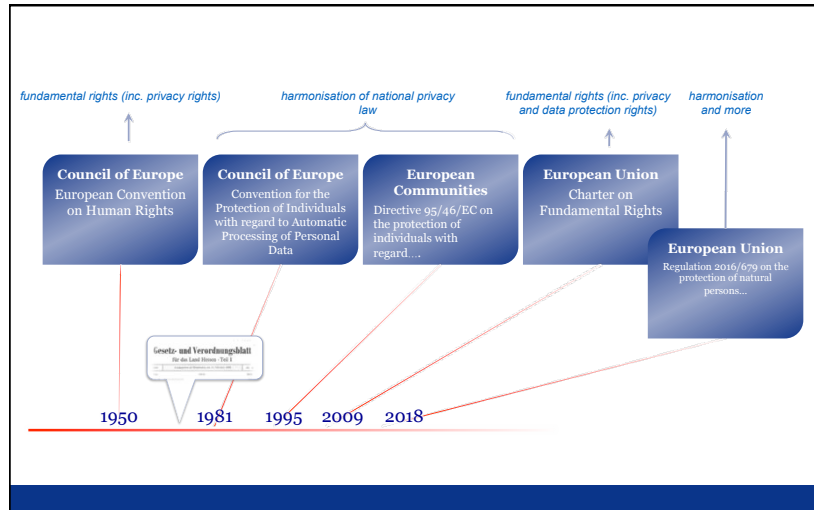 fundamental rights (inc. privacy rights)
harmonisation of national privacy
law
fundamental rights (inc. privacy
and data protection rights)
harmonisation
and more
Council of Europe
European Convention
on Human Rights
Council of Europe
Convention for the
Protection of Individuals
with regard to Automatic
Processing of Personal
Data
European
Communities
Directive 95/46/EC on
the protection of
individuals with
regard….
European Union
Charter on
Fundamental Rights
European Union
Regulation 2016/679 on the
protection of natural
persons…
Gesetz- und Verordnungsblatt
für das Land Hessen · Teil I
1950
1981
1995
2009
2018